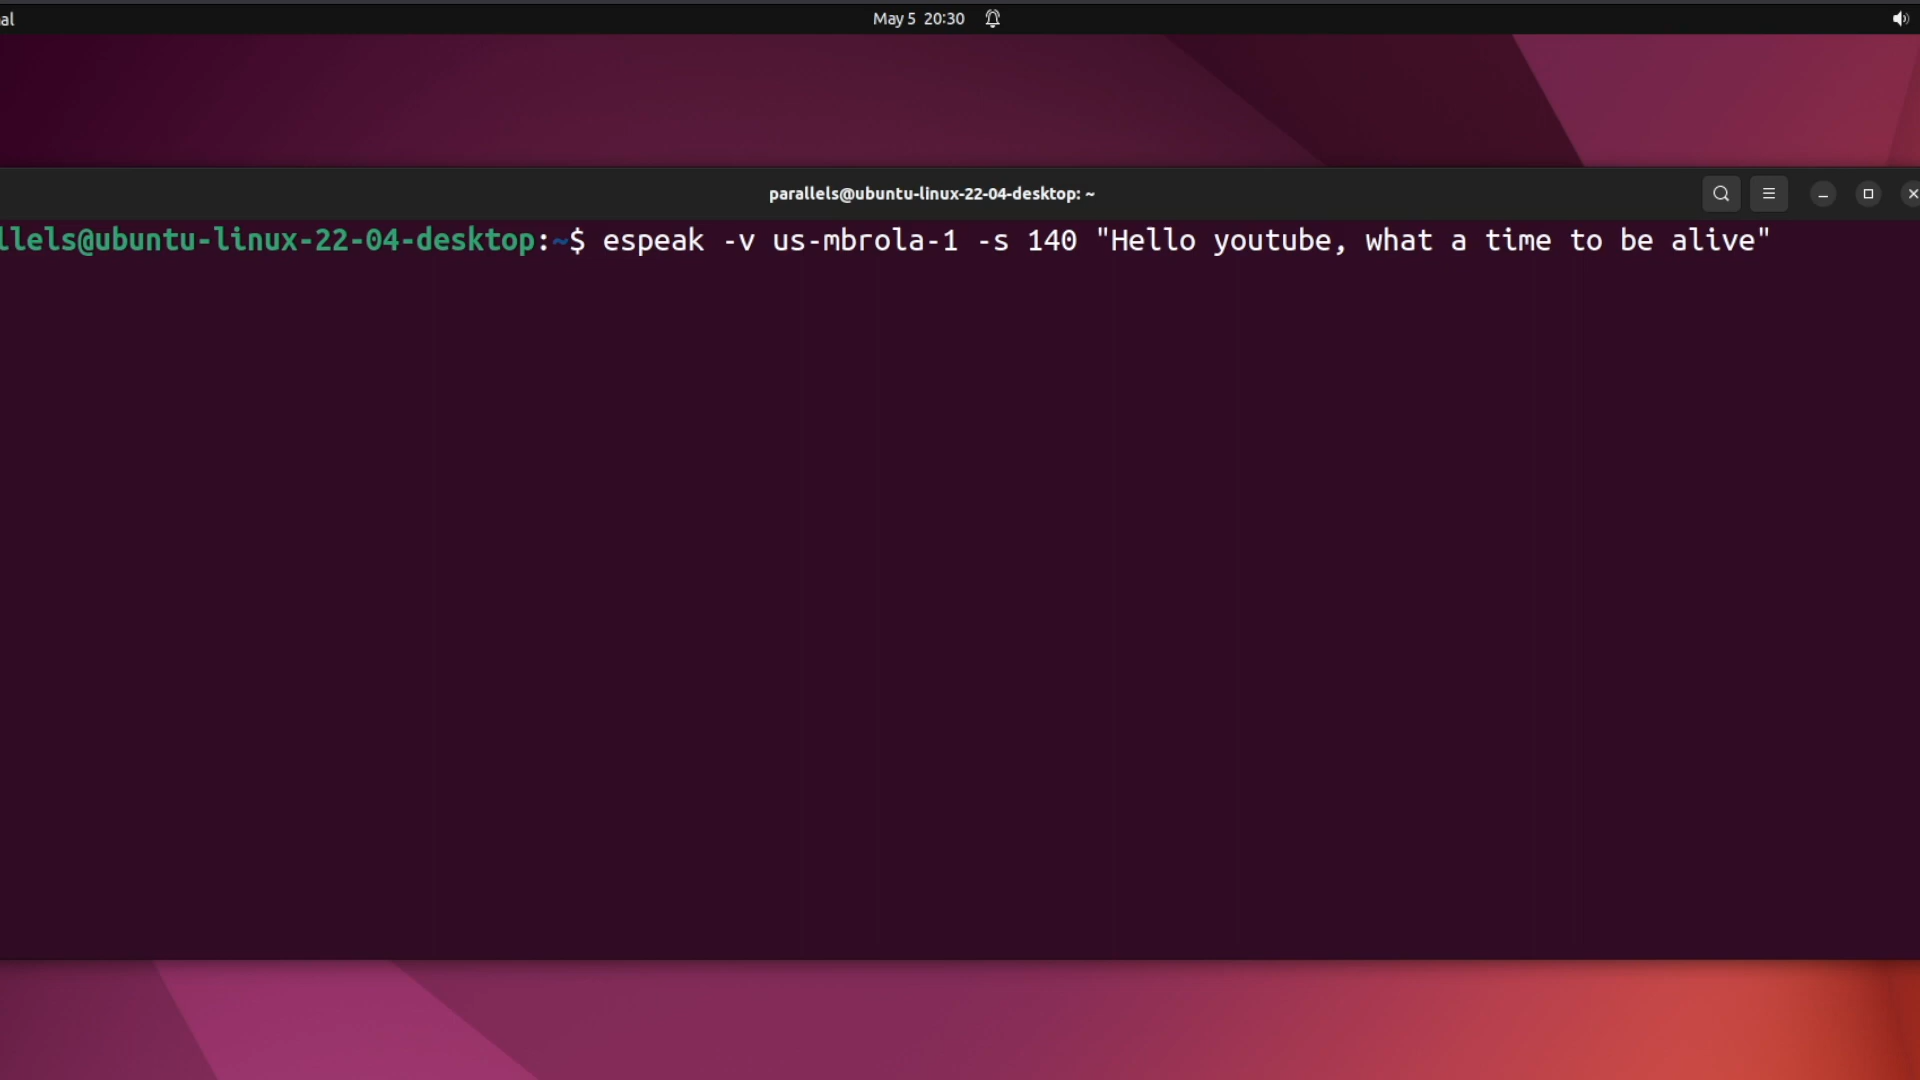 al
May 5 20:30
parallels@ubuntu-linux-22-04-desktop: ~
llels@ubuntu-linux-22-04-desktop:~$ espeak -v us-mbrola-1 -s 140 "Hello youtube, what a time to be alive"